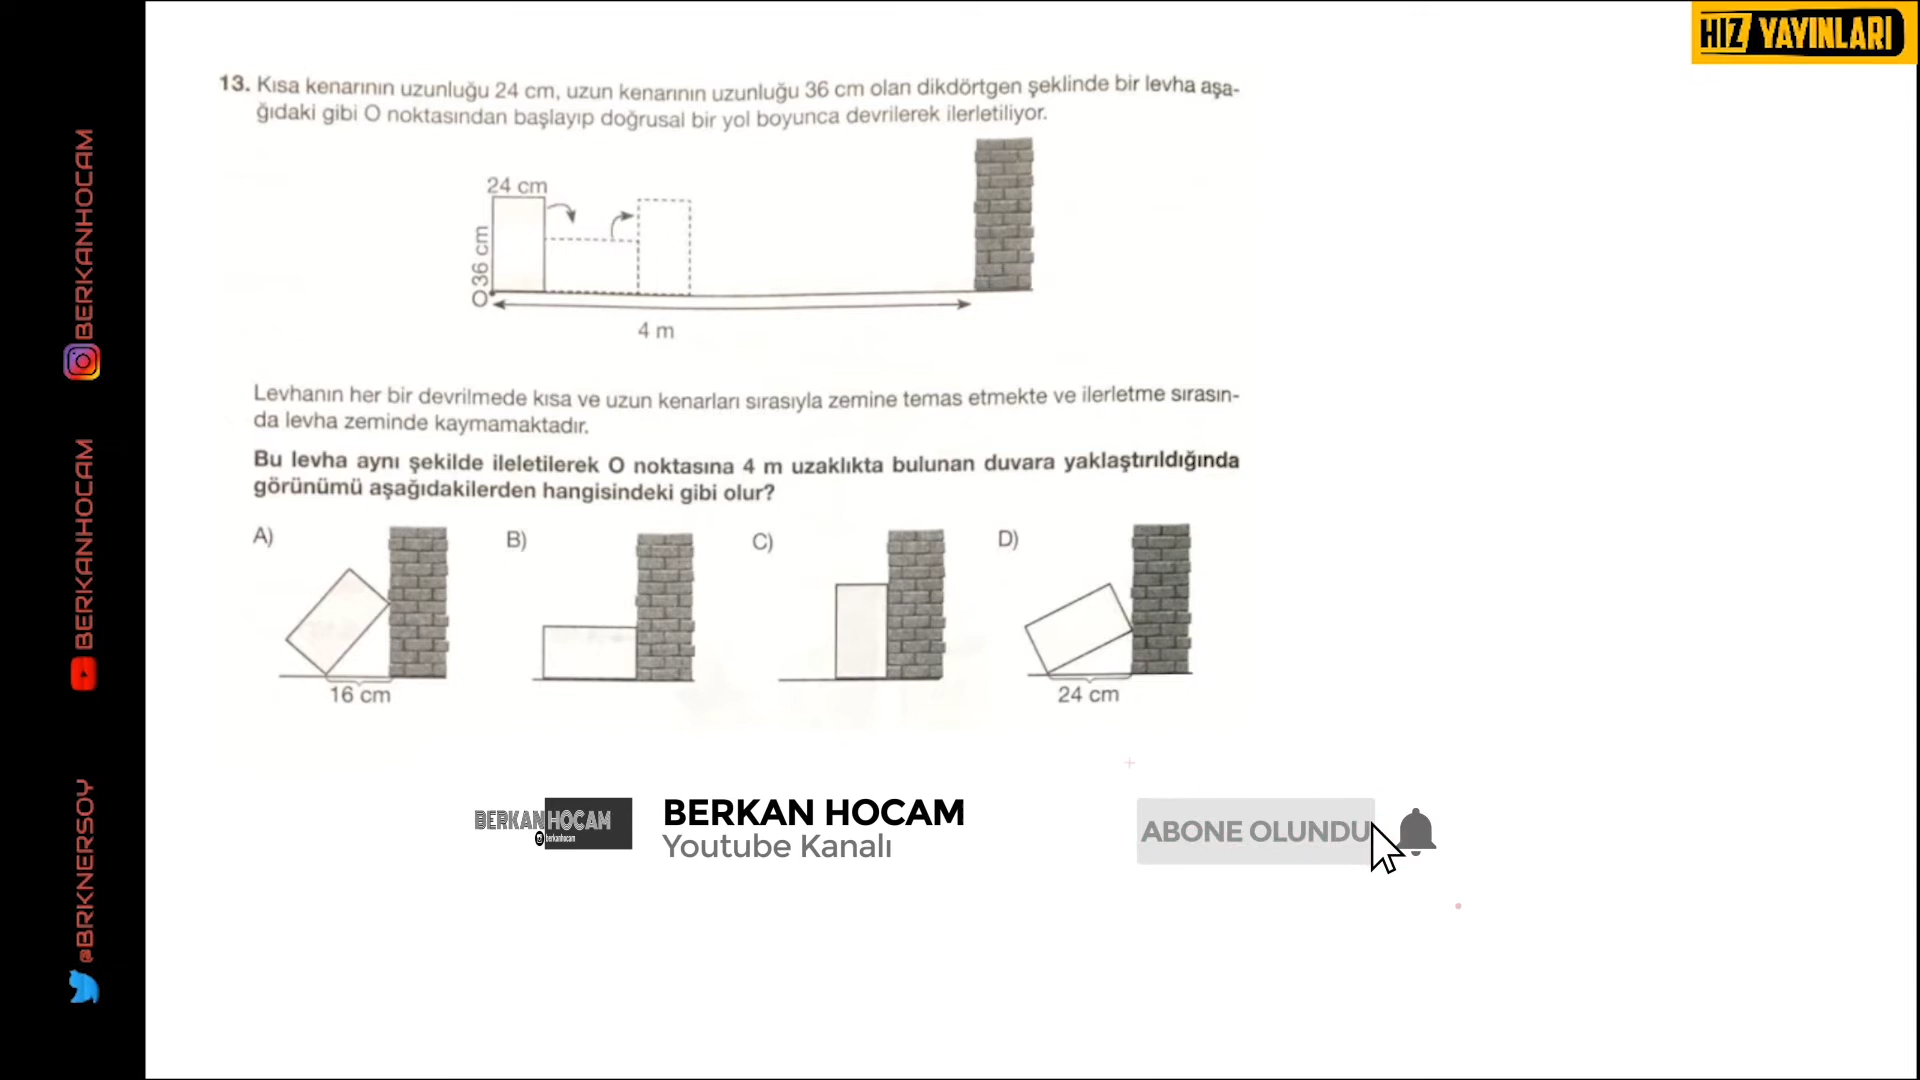 HIZ YAYINLARI
13. Kısa kenarının uzunluğu 24 cm, uzun kenarının uzunluğu 36 cm olan dikdörtgen şeklinde bir levha aşa-
ğıdaki gibi O noktasından başlayıp doğrusal bir yol boyunca devrilerek ilerletiliyor.
24 cm
36 cm
O
4 m
Levhanın her bir devrilmede kısa ve uzun kenarları sırasıyla zemine temas etmekte ve ilerletme sırasın-
da levha zeminde kaymamaktadır.
Bu levha aynı şekilde ileletilerek O noktasına 4 m uzaklıkta bulunan duvara yaklaştırıldığında
görünümü aşağıdakilerden hangisindeki gibi olur?
A)
B)
C)
D)
16 cm
24 cm
BERKANHOCAM
berkanhocam
BERKAN HOCAM
Youtube Kanalı
ABONE OLUNDU
BERKANHOCAM
BERKANHOCAM
@BRKNERSOY